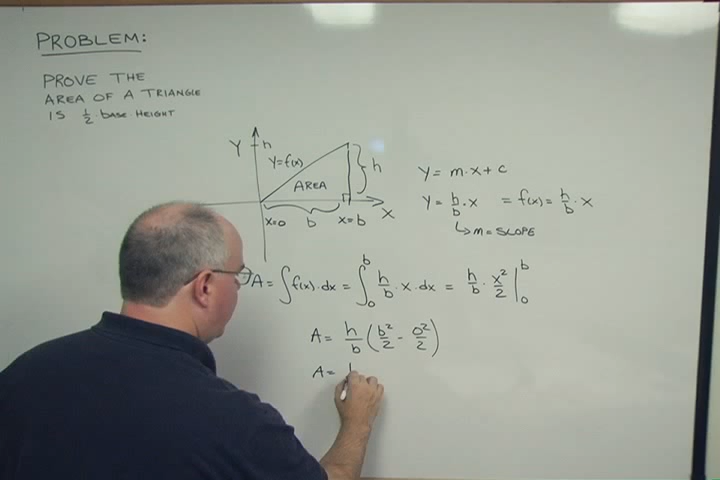 PROBLEM:
PROVE THE
AREA OF A TRIANGLE
IS 1/2 · BASE · HEIGHT
Y h
Y=f(x)
AREA
h
X=0 b X=b X
Y = m·X + C
Y = h/b · X = f(x) = h/b · X
↳ m = SLOPE
A = ∫ f(x)·dx = ∫₀ᵇ h/b · X · dx = h/b · X²/2 |₀ᵇ
A = h/b (b²/2 - 0²/2)
A =